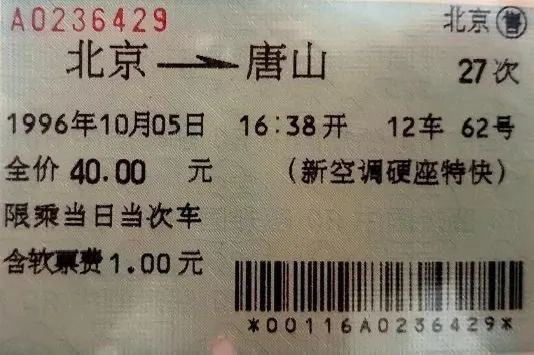 A0236429 北京售
北京→唐山 27次
1996年10月05日 16:38开 12车 62号
全价 40.00 元 (新空调硬座特快)
限乘当日当次车
含软票费1.00元
*00116A0236429*